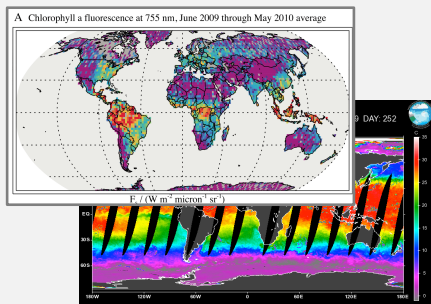 A Chlorophyll a fluorescence at 755 nm, June 2009 through May 2010 average
Fs / (W m-2 micron-1 sr-1)
9 DAY: 252
C
35
30
25
20
15
10
5
0
EQ
30S
60S
180W 120W 60W 0 60E 120E 180E